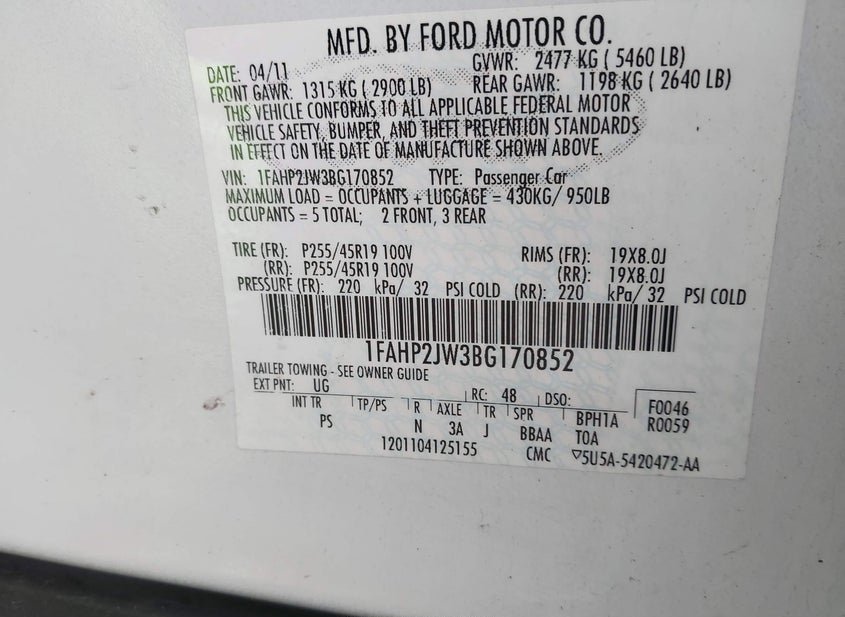 MFD. BY FORD MOTOR CO.
DATE: 04/11 GVWR: 2477 KG ( 5460 LB)
FRONT GAWR: 1315 KG ( 2900 LB) REAR GAWR: 1198 KG ( 2640 LB)
THIS VEHICLE CONFORMS TO ALL APPLICABLE FEDERAL MOTOR
VEHICLE SAFETY, BUMPER, AND THEFT PREVENTION STANDARDS
IN EFFECT ON THE DATE OF MANUFACTURE SHOWN ABOVE.
VIN: 1FAHP2JW3BG170852 TYPE: Passenger Car
MAXIMUM LOAD = OCCUPANTS + LUGGAGE = 430KG/ 950LB
OCCUPANTS = 5 TOTAL; 2 FRONT, 3 REAR
TIRE (FR): P255/45R19 100V RIMS (FR): 19X8.0J
(RR): P255/45R19 100V (RR): 19X8.0J
PRESSURE (FR): 220 kPa/ 32 PSI COLD (RR): 220 kPa/ 32 PSI COLD
1FAHP2JW3BG170852
TRAILER TOWING - SEE OWNER GUIDE
EXT PNT: UG RC: 48 DSO: F0046
INT TR TP/PS R AXLE TR SPR BPH1A R0059
PS N 3A J BBAA TOA
1201104125155 CMC ▽5U5A-5420472-AA